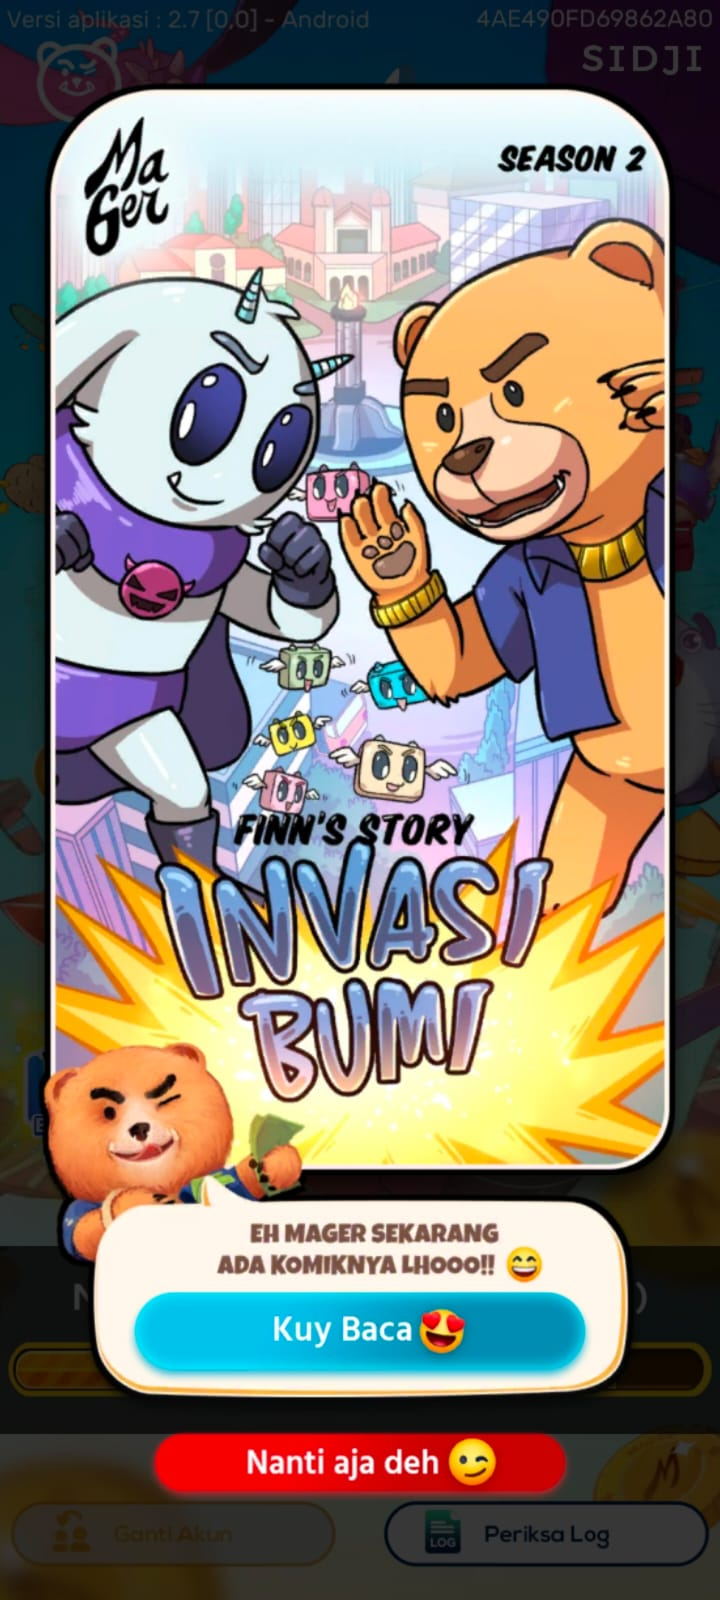 Versi aplikasi : 2.7 [0,0] - Android
4AE490FD69862A80
SIDJI
Ma
Ger
SEASON 2
FINN'S STORY
INVASI
BUMI
EH MAGER SEKARANG
ADA KOMIKNYA LHOOO!! 😄
Kuy Baca😍
Nanti aja deh😉
Ganti Akun
LOG
Periksa Log